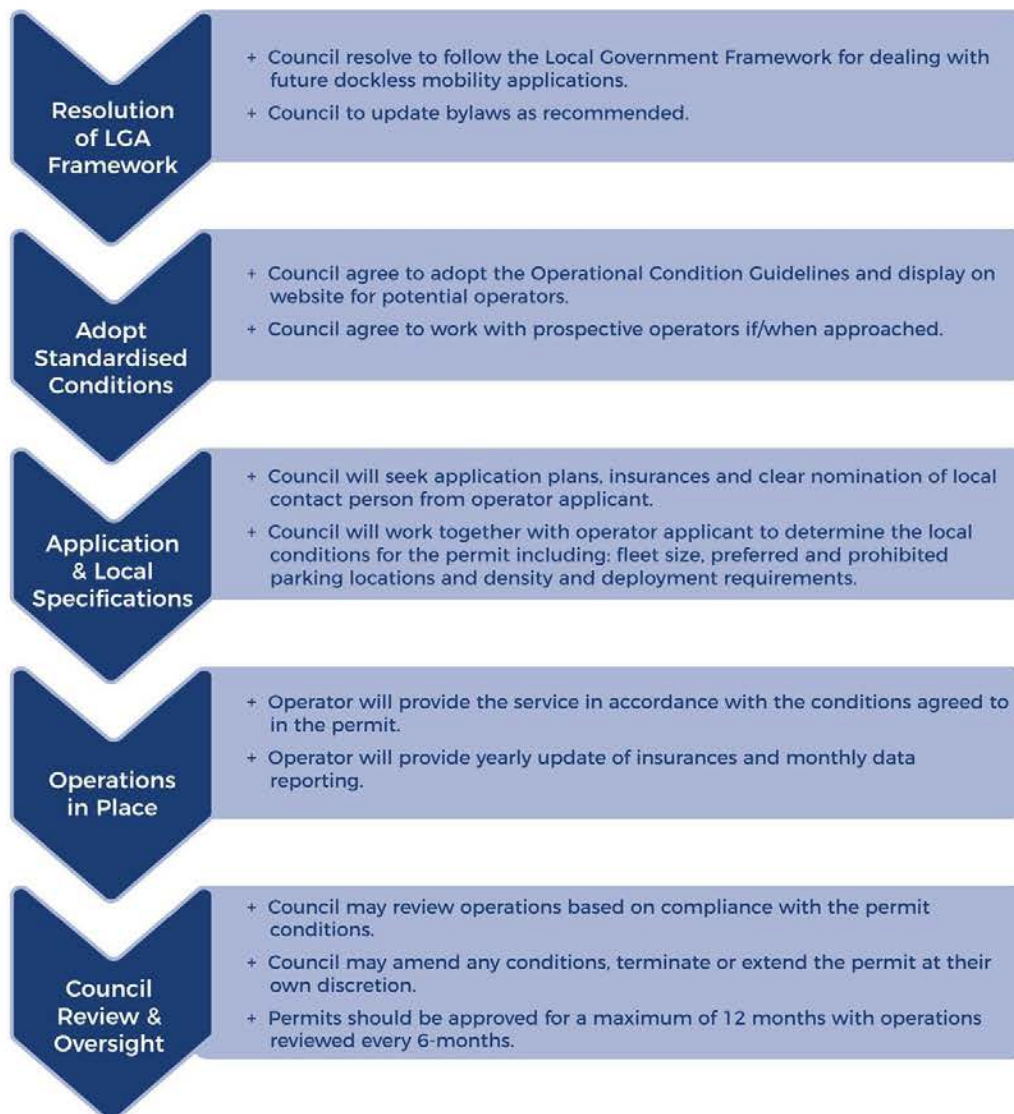 Resolution
of LGA
Framework
+ Council resolve to follow the Local Government Framework for dealing with
future dockless mobility applications.
+ Council to update bylaws as recommended.
Adopt
Standardised
Conditions
+ Council agree to adopt the Operational Condition Guidelines and display on
website for potential operators.
+ Council agree to work with prospective operators if/when approached.
Application
& Local
Specifications
+ Council will seek application plans, insurances and clear nomination of local
contact person from operator applicant.
+ Council will work together with operator applicant to determine the local
conditions for the permit including: fleet size, preferred and prohibited
parking locations and density and deployment requirements.
Operations
in Place
+ Operator will provide the service in accordance with the conditions agreed to
in the permit.
+ Operator will provide yearly update of insurances and monthly data
reporting.
Council
Review &
Oversight
+ Council may review operations based on compliance with the permit
conditions.
+ Council may amend any conditions, terminate or extend the permit at their
own discretion.
+ Permits should be approved for a maximum of 12 months with operations
reviewed every 6-months.